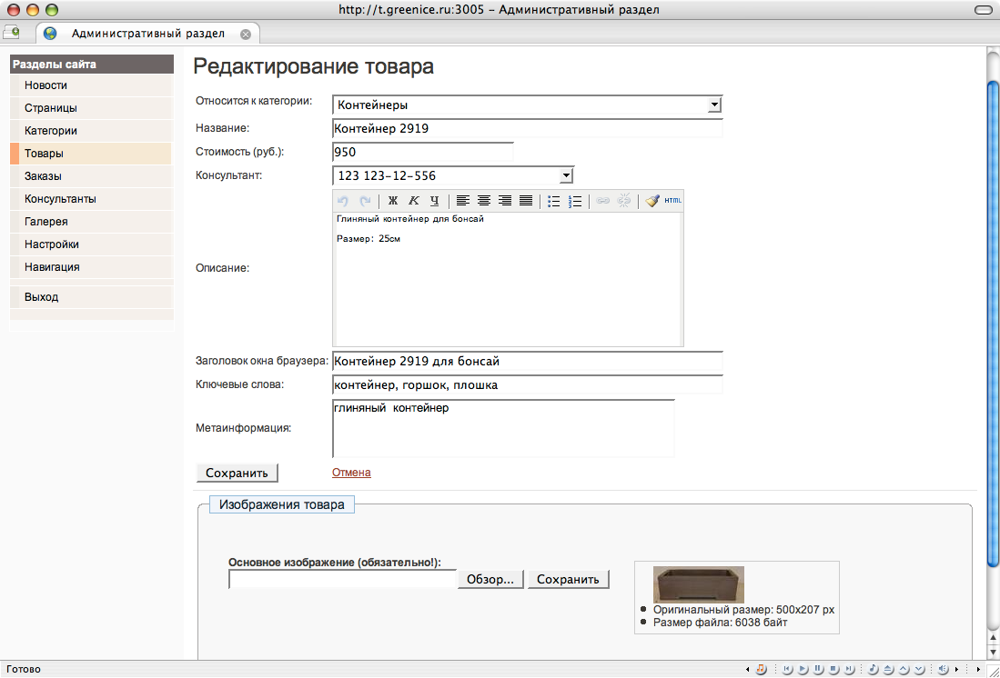 http://t.greenice.ru:3005 – Административный раздел
Административный раздел
Разделы сайта
Новости
Страницы
Категории
Товары
Заказы
Консультанты
Галерея
Настройки
Навигация
Выход
Редактирование товара
Относится к категории: Контейнеры
Название: Контейнер 2919
Стоимость (руб.): 950
Консультант: 123 123-12-556
Ж К Ч HTML
Глиняный контейнер для бонсай
Размер: 25см
Описание:
Заголовок окна браузера: Контейнер 2919 для бонсай
Ключевые слова: контейнер, горшок, плошка
Метаинформация: глиняный контейнер
Сохранить Отмена
Изображения товара
Основное изображение (обязательно!):
Обзор... Сохранить
Оригинальный размер: 500x207 px
Размер файла: 6038 байт
Готово